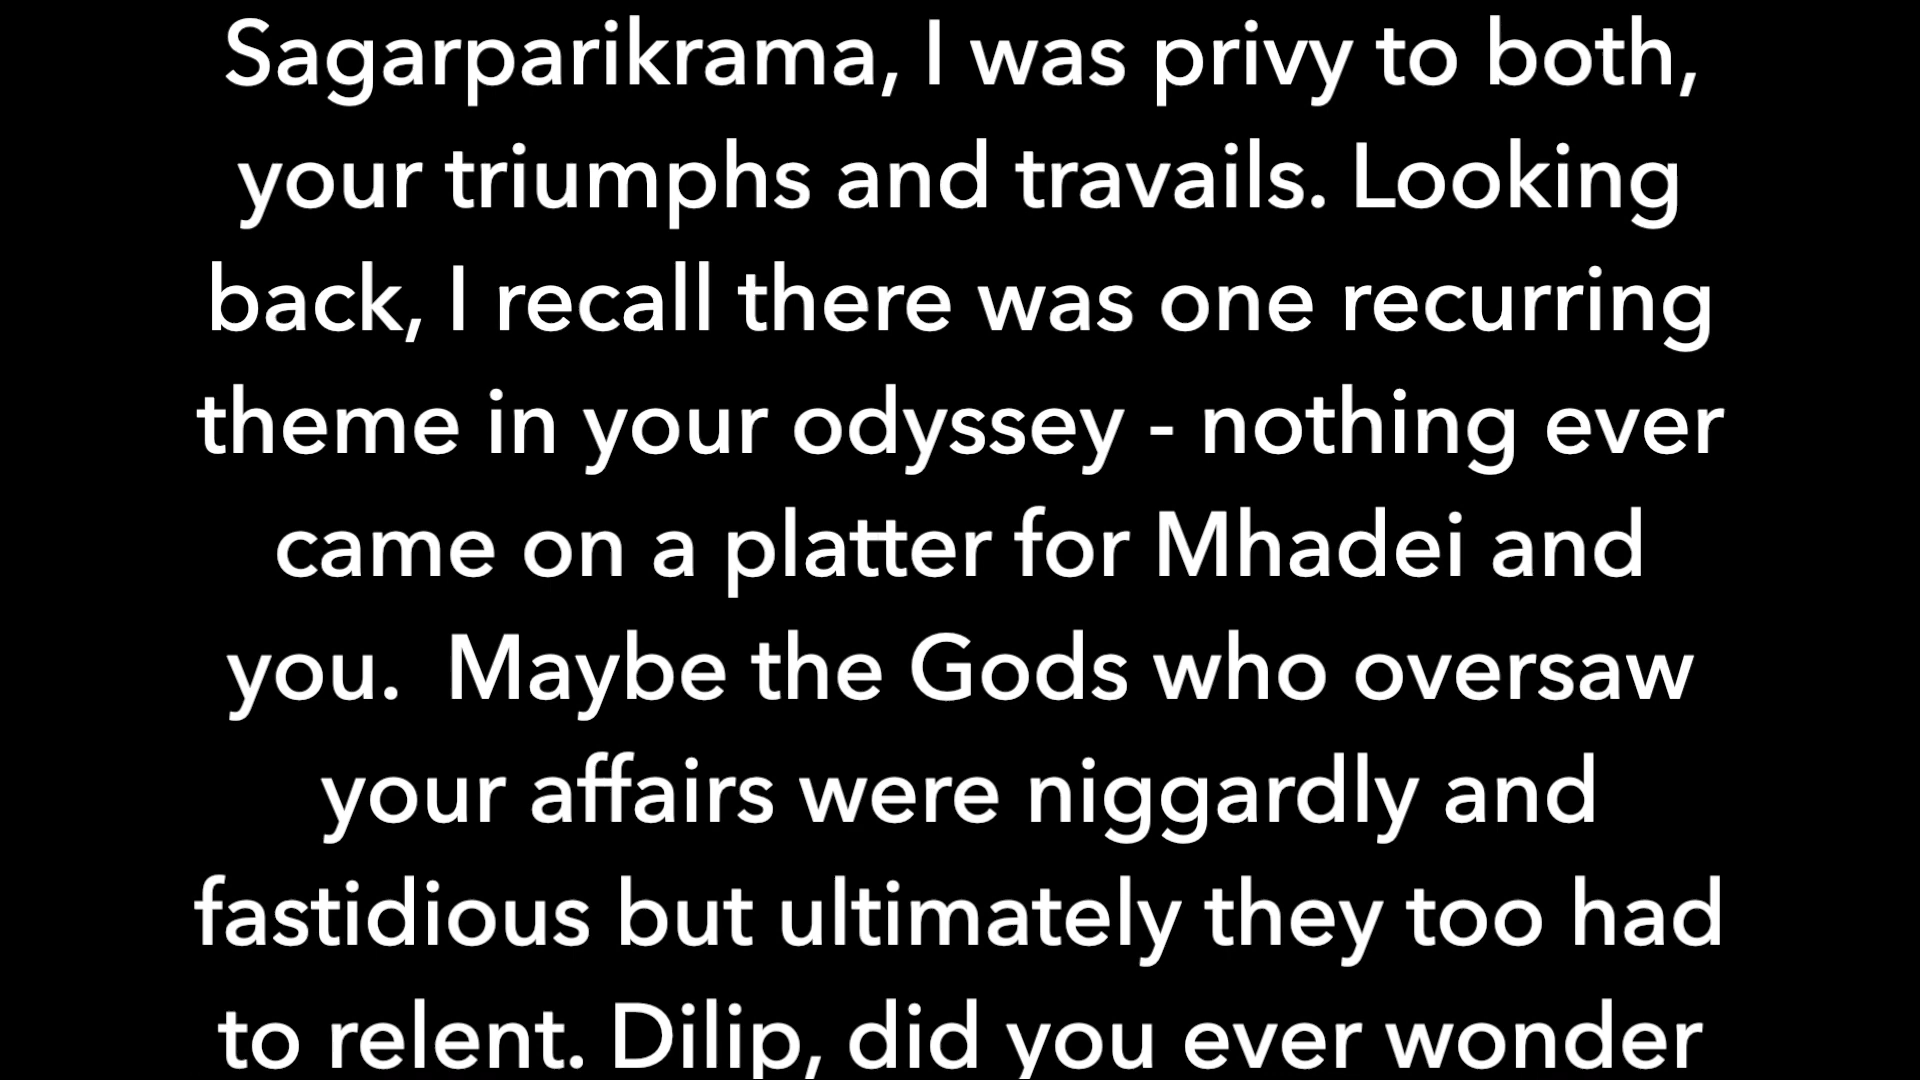 Sagarparikrama, I was privy to both,
your triumphs and travails. Looking
back, I recall there was one recurring
theme in your odyssey - nothing ever
came on a platter for Mhadei and
you.  Maybe the Gods who oversaw
your affairs were niggardly and
fastidious but ultimately they too had
to relent. Dilip, did you ever wonder